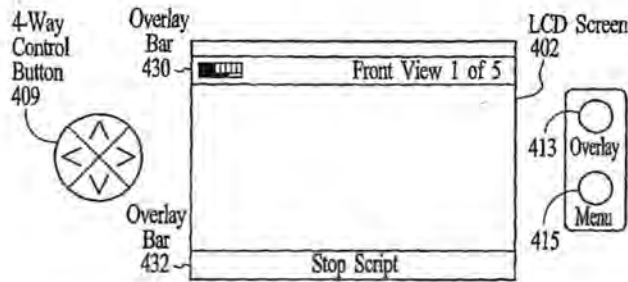 4-Way
Control
Button
409
Overlay
Bar
430
Front View 1 of 5
LCD Screen
402
413
Overlay
415
Menu
Overlay
Bar
432
Stop Script